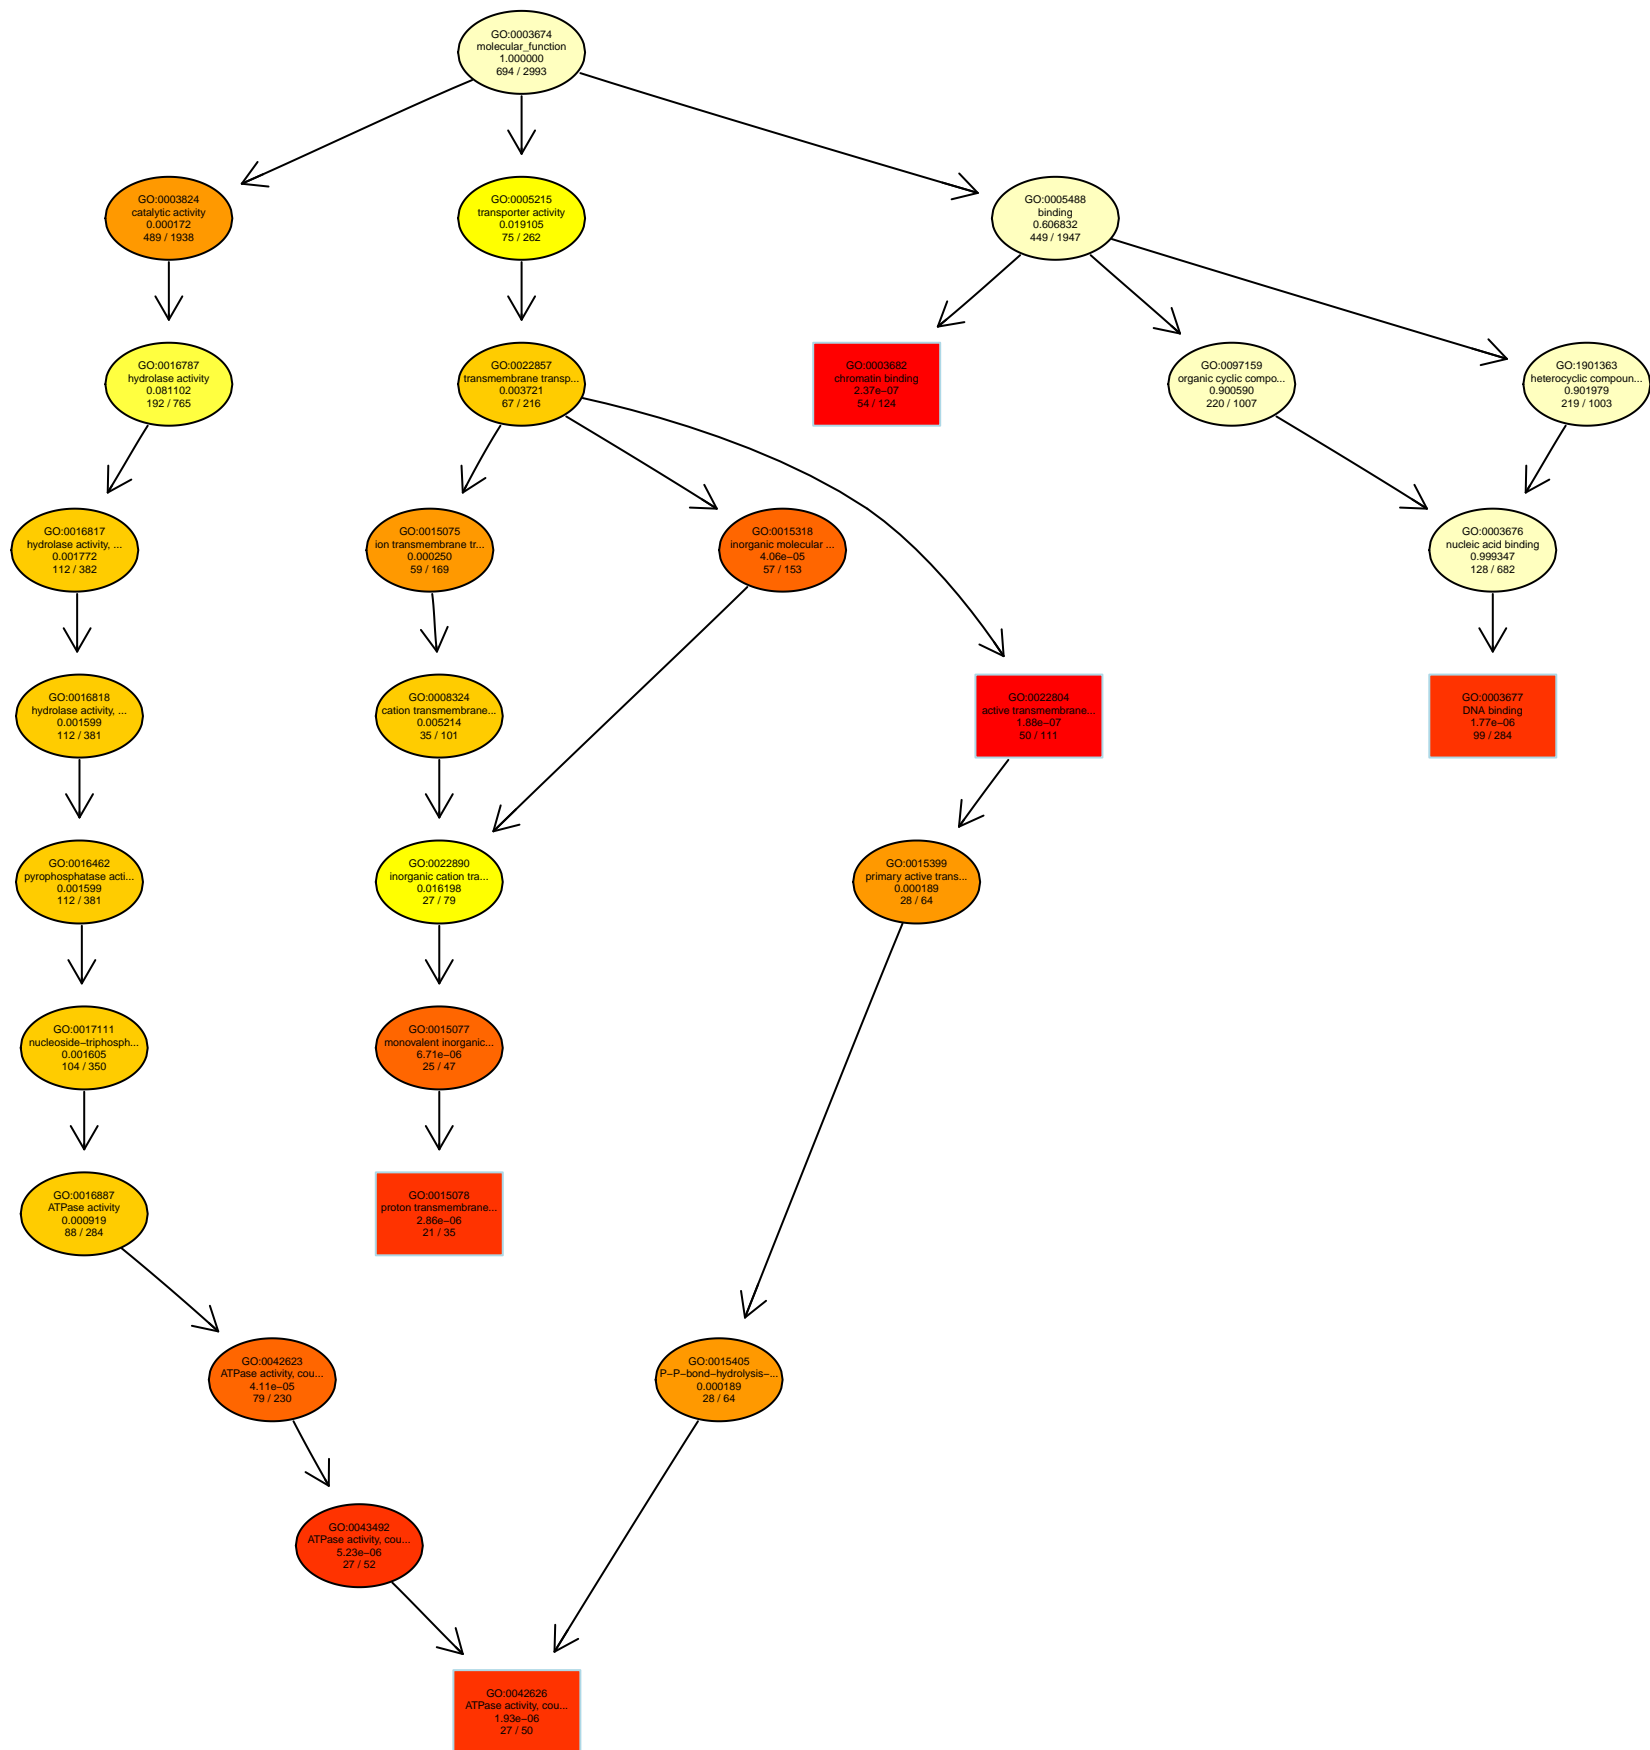 GO:0003674
molecular_function
1.000000
694 / 2993
GO:0003824
catalytic activity
0.000172
489 / 1938
GO:0005215
transporter activity
0.019105
75 / 262
GO:0005488
binding
0.606832
449 / 1947
GO:0016787
hydrolase activity
0.081102
192 / 765
GO:0022857
transmembrane transp...
0.003721
67 / 216
GO:0003682
chromatin binding
2.37e−07
54 / 124
GO:0097159
organic cyclic compo...
0.900590
220 / 1007
GO:1901363
heterocyclic compoun...
0.901979
219 / 1003
GO:0016817
hydrolase activity, ...
0.001772
112 / 382
GO:0015075
ion transmembrane tr...
0.000250
59 / 169
GO:0015318
inorganic molecular ...
4.06e−05
57 / 153
GO:0003676
nucleic acid binding
0.999347
128 / 682
GO:0016818
hydrolase activity, ...
0.001599
112 / 381
GO:0008324
cation transmembrane...
0.005214
35 / 101
GO:0022804
active transmembrane...
1.88e−07
50 / 111
GO:0003677
DNA binding
1.77e−06
99 / 284
GO:0016462
pyrophosphatase acti...
0.001599
112 / 381
GO:0022890
inorganic cation tra...
0.016198
27 / 79
GO:0015399
primary active trans...
0.000189
28 / 64
GO:0017111
nucleoside−triphosph...
0.001605
104 / 350
GO:0015077
monovalent inorganic...
6.71e−06
25 / 47
GO:0016887
ATPase activity
0.000919
88 / 284
GO:0015078
proton transmembrane...
2.86e−06
21 / 35
GO:0042623
ATPase activity, cou...
4.11e−05
79 / 230
GO:0015405
P−P−bond−hydrolysis−...
0.000189
28 / 64
GO:0043492
ATPase activity, cou...
5.23e−06
27 / 52
GO:0042626
ATPase activity, cou...
1.93e−06
27 / 50